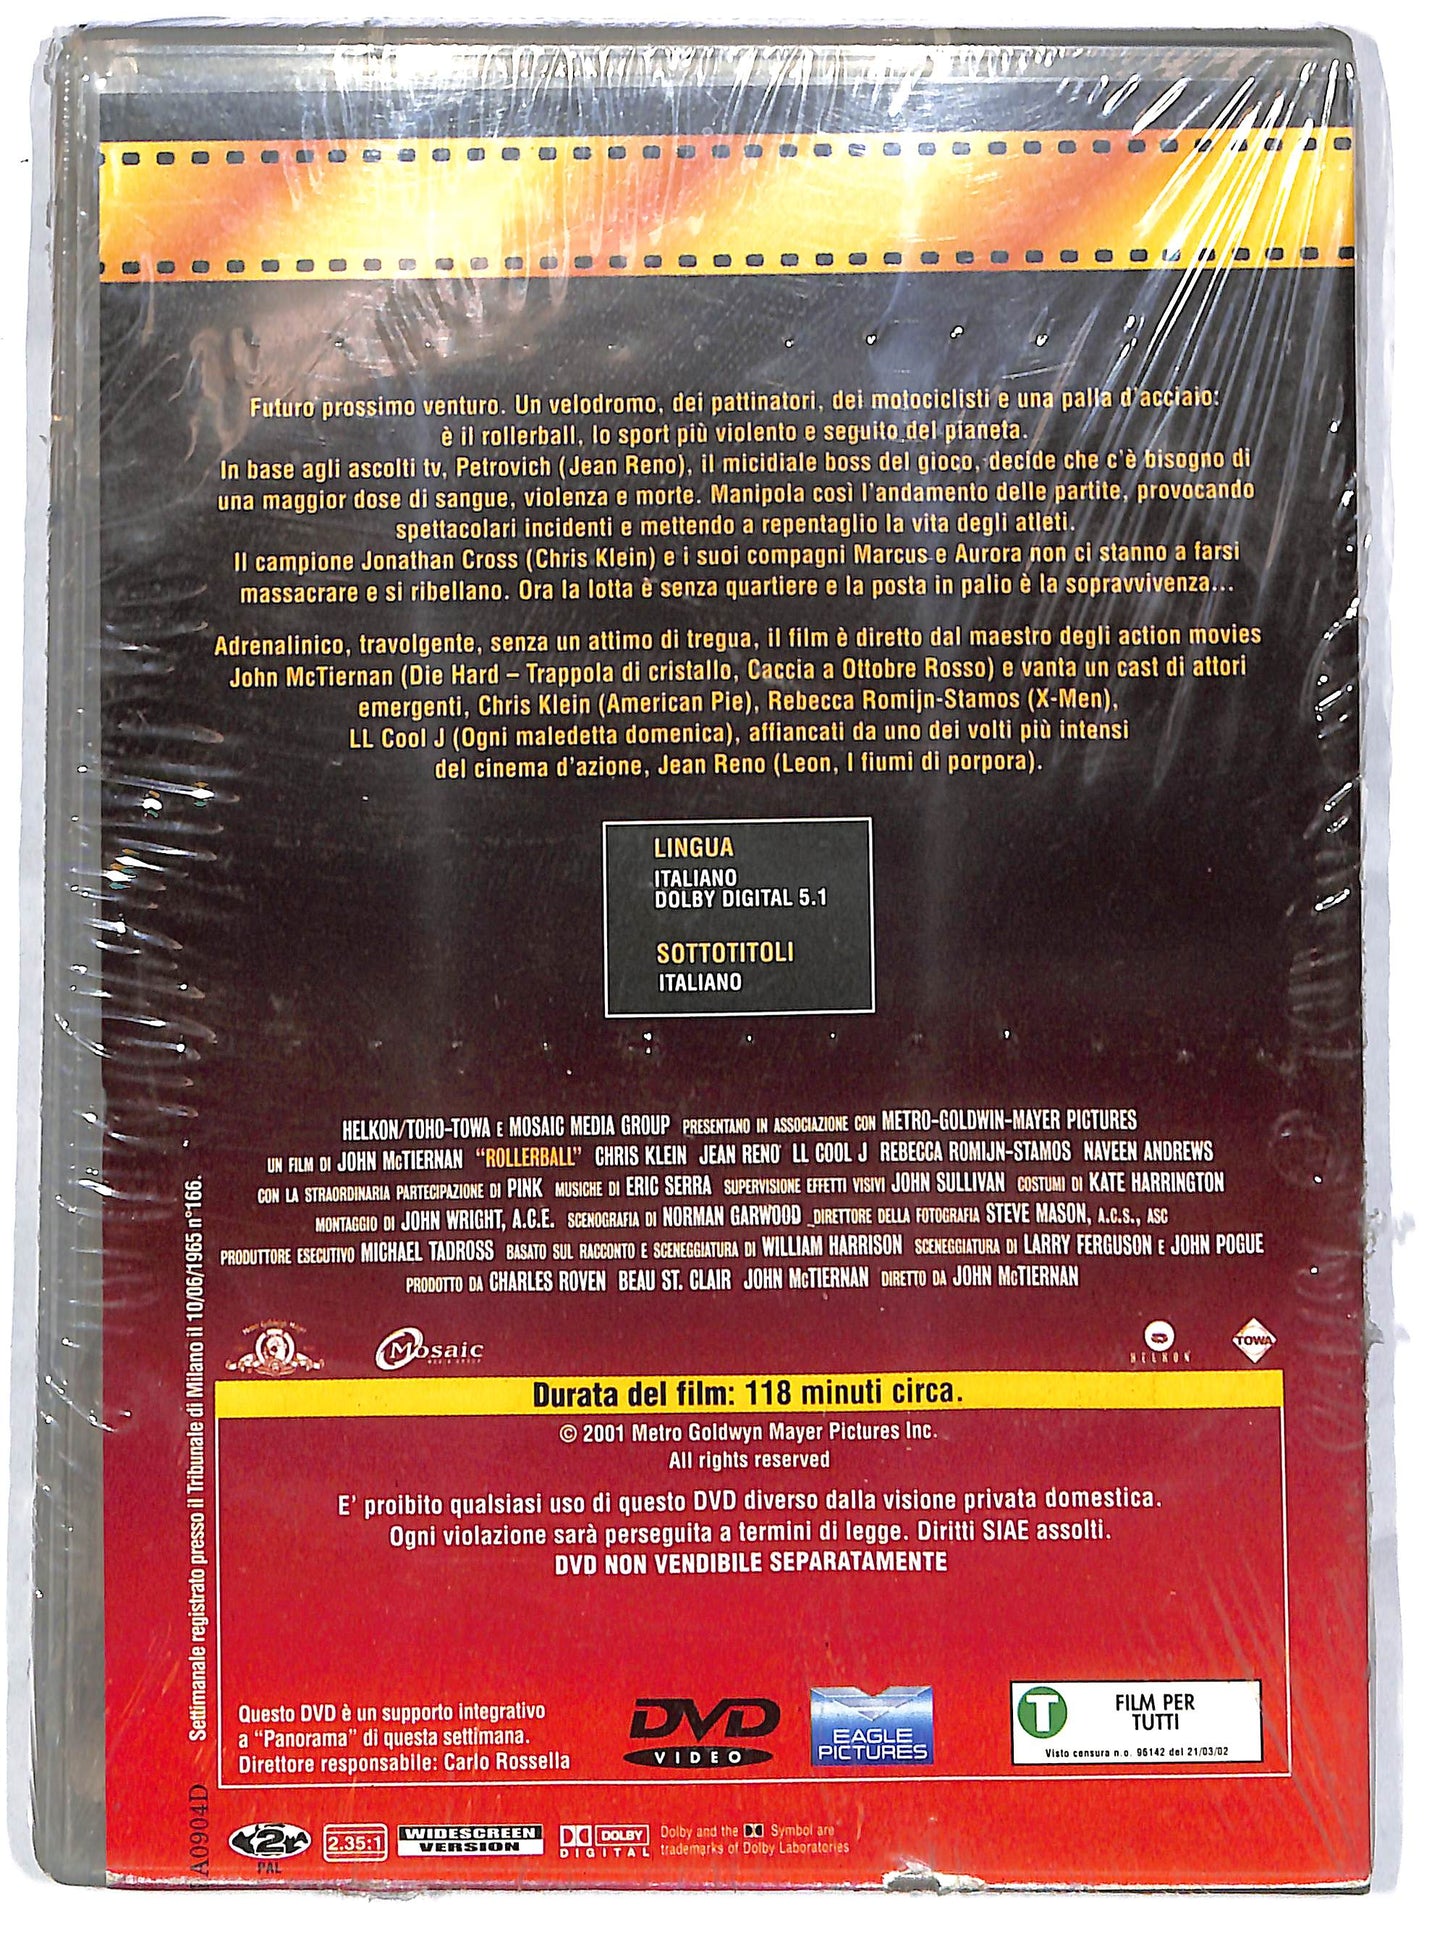 Futuro prossimo venturo. Un velodromo, dei pattinatori, dei motociclisti e una palla d'acciaio:
è il rollerball, lo sport più violento e seguito del pianeta.
In base agli ascolti tv, Petrovich (Jean Reno), il micidiale boss del gioco, decide che c'è bisogno di
una maggior dose di sangue, violenza e morte. Manipola così l'andamento delle partite, provocando
spettacolari incidenti e mettendo a repentaglio la vita degli atleti.
Il campione Jonathan Cross (Chris Klein) e i suoi compagni Marcus e Aurora non ci stanno a farsi
massacrare e si ribellano. Ora la lotta è senza quartiere e la posta in palio è la sopravvivenza...
Adrenalinico, travolgente, senza un attimo di tregua, il film è diretto dal maestro degli action movies
John McTiernan (Die Hard – Trappola di cristallo, Caccia a Ottobre Rosso) e vanta un cast di attori
emergenti, Chris Klein (American Pie), Rebecca Romijn-Stamos (X-Men),
LL Cool J (Ogni maledetta domenica), affiancati da uno dei volti più intensi
del cinema d'azione, Jean Reno (Leon, I fiumi di porpora).
LINGUA
ITALIANO
DOLBY DIGITAL 5.1
SOTTOTITOLI
ITALIANO
HELKON/TOHO-TOWA E MOSAIC MEDIA GROUP PRESENTANO IN ASSOCIAZIONE CON METRO-GOLDWIN-MAYER PICTURES
UN FILM DI JOHN McTIERNAN "ROLLERBALL" CHRIS KLEIN JEAN RENO LL COOL J REBECCA ROMIJN-STAMOS NAVEEN ANDREWS
CON LA STRAORDINARIA PARTECIPAZIONE DI PINK MUSICHE DI ERIC SERRA SUPERVISIONE EFFETTI VISIVI JOHN SULLIVAN COSTUMI DI KATE HARRINGTON
MONTAGGIO DI JOHN WRIGHT, A.C.E. SCENOGRAFIA DI NORMAN GARWOOD DIRETTORE DELLA FOTOGRAFIA STEVE MASON, A.C.S., ASC
PRODUTTORE ESECUTIVO MICHAEL TADROSS BASATO SUL RACCONTO E SCENEGGIATURA DI WILLIAM HARRISON SCENEGGIATURA DI LARRY FERGUSON E JOHN POGUE
PRODOTTO DA CHARLES ROVEN BEAU ST. CLAIR JOHN McTIERNAN DIRETTO DA JOHN McTIERNAN
Mosaic
MEDIA GROUP
HELKON
TOWA
Durata del film: 118 minuti circa.
© 2001 Metro Goldwyn Mayer Pictures Inc.
All rights reserved
E' proibito qualsiasi uso di questo DVD diverso dalla visione privata domestica.
Ogni violazione sarà perseguita a termini di legge. Diritti SIAE assolti.
DVD NON VENDIBILE SEPARATAMENTE
Settimanale registrato presso il Tribunale di Milano il 10/06/1965 n°166.
A0904D
Questo DVD è un supporto integrativo
a "Panorama" di questa settimana.
Direttore responsabile: Carlo Rossella
DVD
VIDEO
EAGLE
PICTURES
T
FILM PER
TUTTI
Visto censura n.o. 96142 del 21/03/02
2
PAL
2.35:1
WIDESCREEN
VERSION
DOLBY
DIGITAL
Dolby and the Symbol are
trademarks of Dolby Laboratories